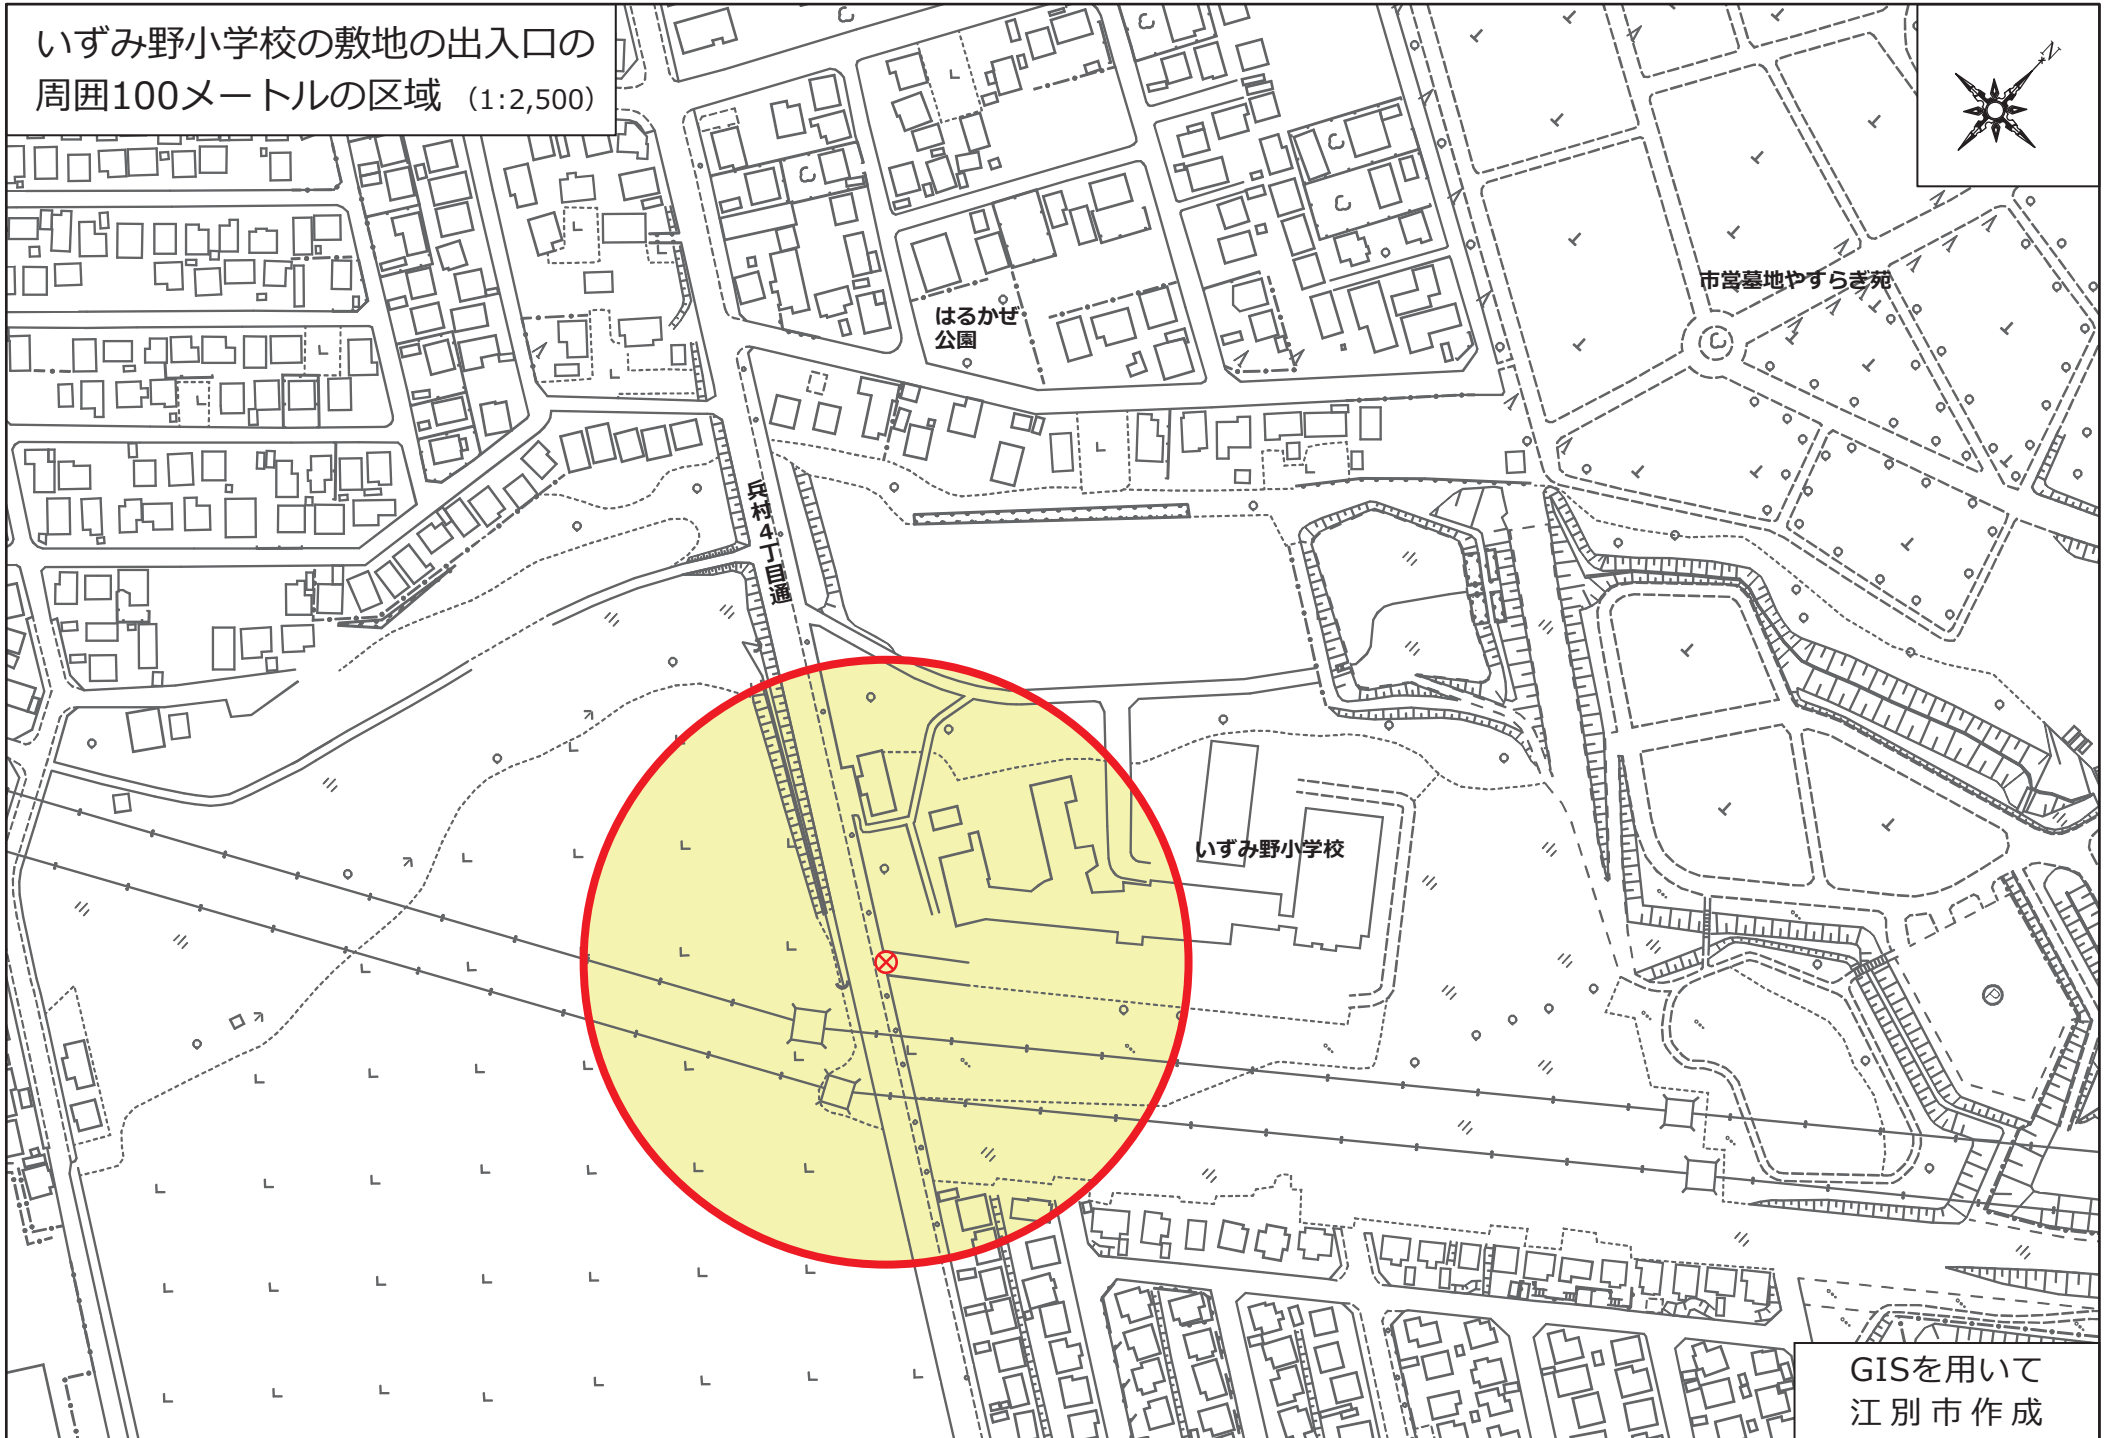 いずみ野小学校の敷地の出入口の
周囲100メートルの区域 (1:2,500)
N
市営墓地やすらぎ苑
はるかぜ
公園
兵村4丁目通
いずみ野小学校
P
GISを用いて
江別市作成